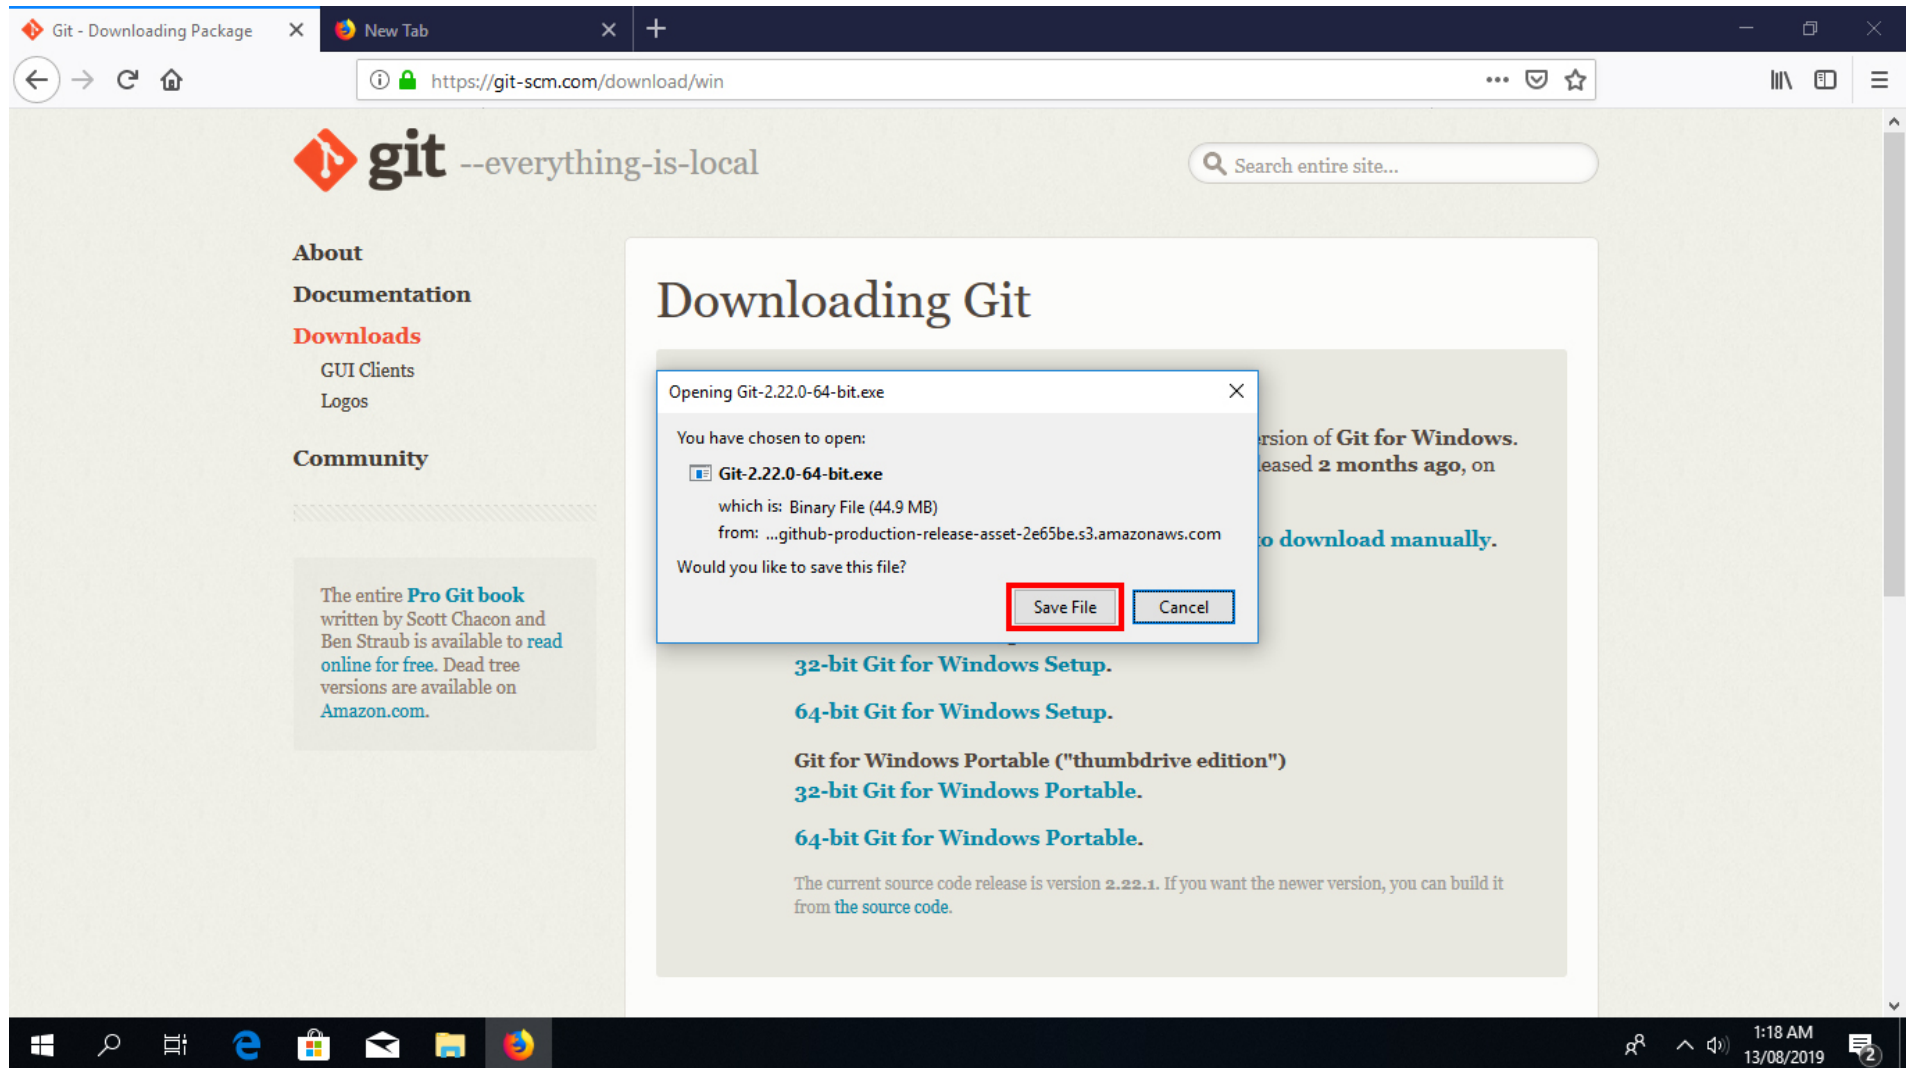 Git - Downloading Package
New Tab
https://git-scm.com/download/win
git --everything-is-local
Search entire site...
About
Documentation
Downloads
GUI Clients
Logos
Community
The entire Pro Git book
written by Scott Chacon and
Ben Straub is available to read
online for free. Dead tree
versions are available on
Amazon.com.
Downloading Git
ersion of Git for Windows.
eased 2 months ago, on
o download manually.
Opening Git-2.22.0-64-bit.exe
You have chosen to open:
Git-2.22.0-64-bit.exe
which is: Binary File (44.9 MB)
from: ...github-production-release-asset-2e65be.s3.amazonaws.com
Would you like to save this file?
Save File
Cancel
32-bit Git for Windows Setup.
64-bit Git for Windows Setup.
Git for Windows Portable ("thumbdrive edition")
32-bit Git for Windows Portable.
64-bit Git for Windows Portable.
The current source code release is version 2.22.1. If you want the newer version, you can build it
from the source code.
1:18 AM
13/08/2019
2